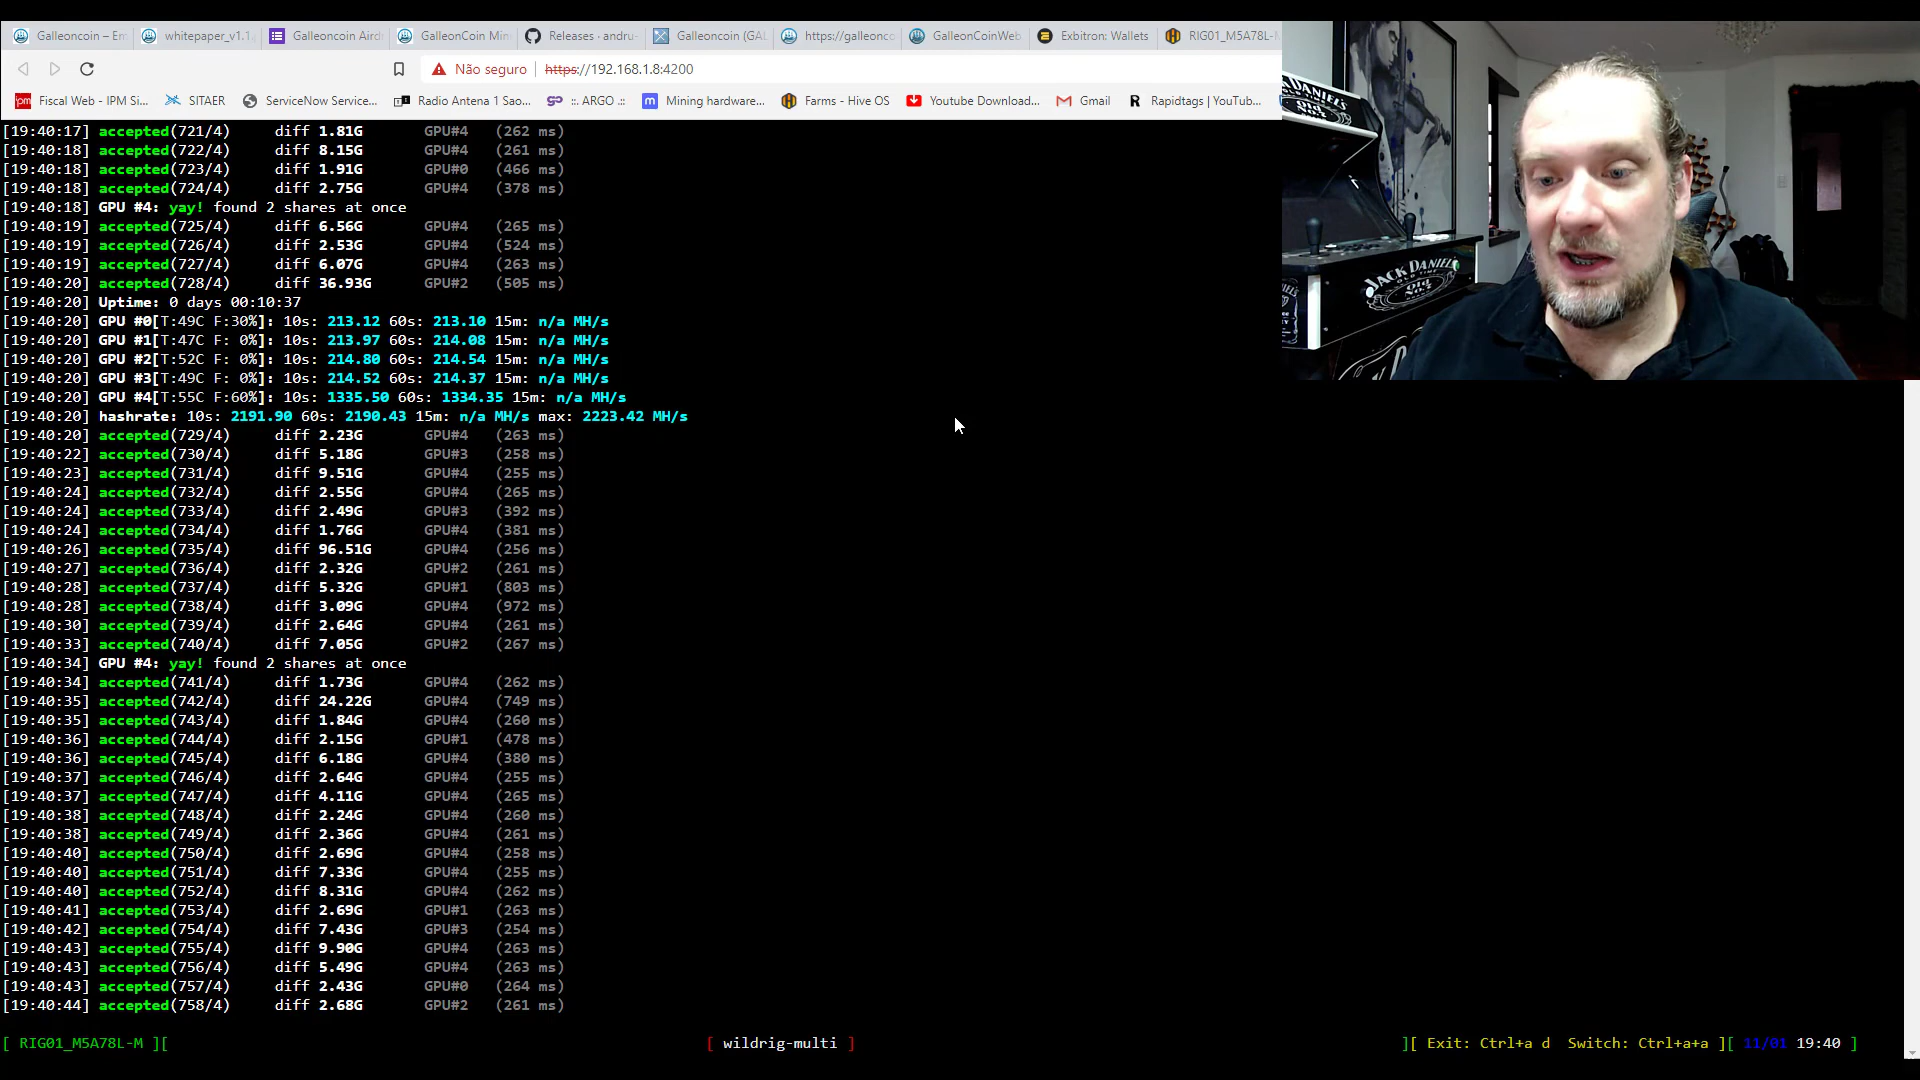 Galleoncoin – Em
whitepaper_v1.1.
Galleoncoin Aird
GalleonCoin Min
Releases · andru-
Galleoncoin (GAL
https://galleonco
GalleonCoinWeb
Exbitron: Wallets
RIG01_M5A78L-M
Não seguro
https://192.168.1.8:4200
Fiscal Web - IPM Si...
SITAER
ServiceNow Service...
Radio Antena 1 Sao...
::. ARGO .::
Mining hardware...
Farms - Hive OS
Youtube Download...
Gmail
Rapidtags | YouTub...
[19:40:17] accepted(721/4) diff 1.81G GPU#4 (262 ms)
[19:40:18] accepted(722/4) diff 8.15G GPU#4 (261 ms)
[19:40:18] accepted(723/4) diff 1.91G GPU#0 (466 ms)
[19:40:18] accepted(724/4) diff 2.75G GPU#4 (378 ms)
[19:40:18] GPU #4: yay! found 2 shares at once
[19:40:19] accepted(725/4) diff 6.56G GPU#4 (265 ms)
[19:40:19] accepted(726/4) diff 2.53G GPU#4 (524 ms)
[19:40:19] accepted(727/4) diff 6.07G GPU#4 (263 ms)
[19:40:20] accepted(728/4) diff 36.93G GPU#2 (505 ms)
[19:40:20] Uptime: 0 days 00:10:37
[19:40:20] GPU #0[T:49C F:30%]: 10s: 213.12 60s: 213.10 15m: n/a MH/s
[19:40:20] GPU #1[T:47C F: 0%]: 10s: 213.97 60s: 214.08 15m: n/a MH/s
[19:40:20] GPU #2[T:52C F: 0%]: 10s: 214.80 60s: 214.54 15m: n/a MH/s
[19:40:20] GPU #3[T:49C F: 0%]: 10s: 214.52 60s: 214.37 15m: n/a MH/s
[19:40:20] GPU #4[T:55C F:60%]: 10s: 1335.50 60s: 1334.35 15m: n/a MH/s
[19:40:20] hashrate: 10s: 2191.90 60s: 2190.43 15m: n/a MH/s max: 2223.42 MH/s
[19:40:20] accepted(729/4) diff 2.23G GPU#4 (263 ms)
[19:40:22] accepted(730/4) diff 5.18G GPU#3 (258 ms)
[19:40:23] accepted(731/4) diff 9.51G GPU#4 (255 ms)
[19:40:24] accepted(732/4) diff 2.55G GPU#4 (265 ms)
[19:40:24] accepted(733/4) diff 2.49G GPU#3 (392 ms)
[19:40:24] accepted(734/4) diff 1.76G GPU#4 (381 ms)
[19:40:26] accepted(735/4) diff 96.51G GPU#4 (256 ms)
[19:40:27] accepted(736/4) diff 2.32G GPU#2 (261 ms)
[19:40:28] accepted(737/4) diff 5.32G GPU#1 (803 ms)
[19:40:28] accepted(738/4) diff 3.09G GPU#4 (972 ms)
[19:40:30] accepted(739/4) diff 2.64G GPU#4 (261 ms)
[19:40:33] accepted(740/4) diff 7.05G GPU#2 (267 ms)
[19:40:34] GPU #4: yay! found 2 shares at once
[19:40:34] accepted(741/4) diff 1.73G GPU#4 (262 ms)
[19:40:35] accepted(742/4) diff 24.22G GPU#4 (749 ms)
[19:40:35] accepted(743/4) diff 1.84G GPU#4 (260 ms)
[19:40:36] accepted(744/4) diff 2.15G GPU#1 (478 ms)
[19:40:36] accepted(745/4) diff 6.18G GPU#4 (380 ms)
[19:40:37] accepted(746/4) diff 2.64G GPU#4 (255 ms)
[19:40:37] accepted(747/4) diff 4.11G GPU#4 (265 ms)
[19:40:38] accepted(748/4) diff 2.24G GPU#4 (260 ms)
[19:40:38] accepted(749/4) diff 2.36G GPU#4 (261 ms)
[19:40:40] accepted(750/4) diff 2.69G GPU#4 (258 ms)
[19:40:40] accepted(751/4) diff 7.33G GPU#4 (255 ms)
[19:40:40] accepted(752/4) diff 8.31G GPU#4 (262 ms)
[19:40:41] accepted(753/4) diff 2.69G GPU#1 (263 ms)
[19:40:42] accepted(754/4) diff 7.43G GPU#3 (254 ms)
[19:40:43] accepted(755/4) diff 9.90G GPU#4 (263 ms)
[19:40:43] accepted(756/4) diff 5.49G GPU#4 (263 ms)
[19:40:43] accepted(757/4) diff 2.43G GPU#0 (264 ms)
[19:40:44] accepted(758/4) diff 2.68G GPU#2 (261 ms)
[ RIG01_M5A78L-M ][ [ wildrig-multi ] ][ Exit: Ctrl+a d Switch: Ctrl+a+a ][ 11/01 19:40 ]
JACK DANIEL'S
OLD TIME
Old No.7